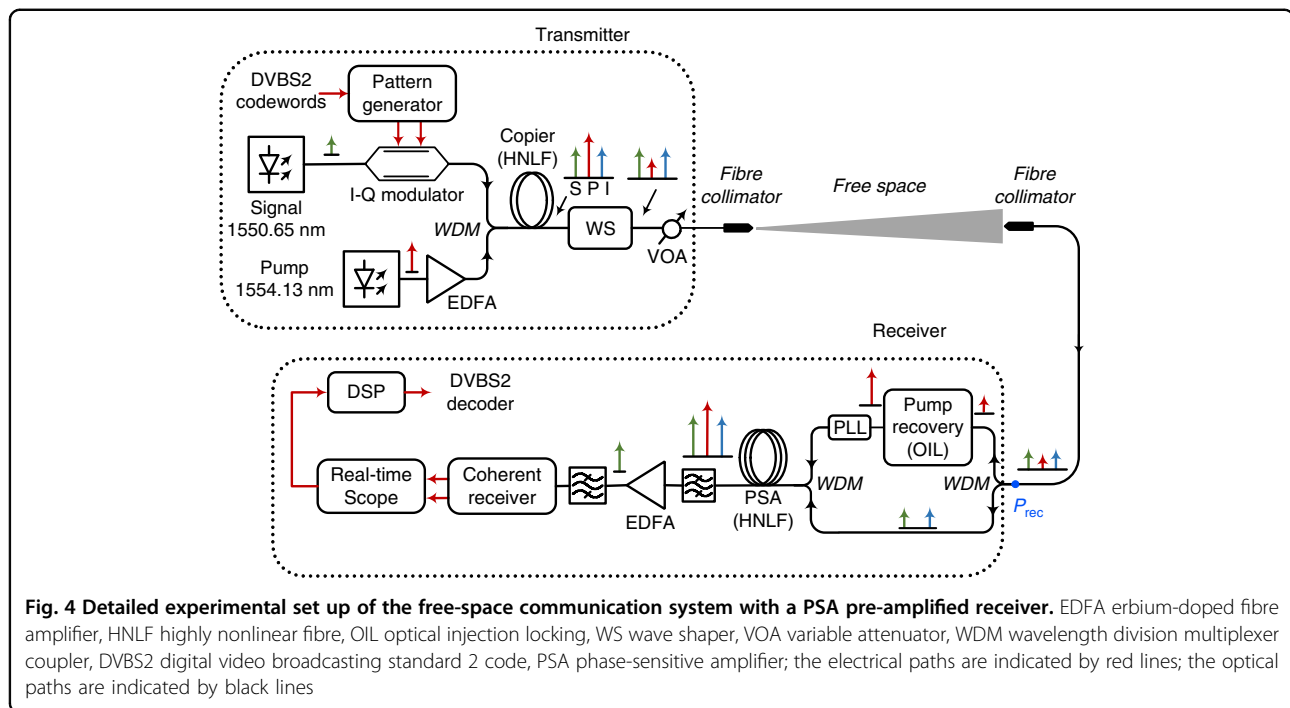 Transmitter
DVBS2
codewords
Pattern
generator
Copier
(HNLF)
S P I
I-Q modulator
Signal
1550.65 nm
WDM
WS
VOA
Pump
1554.13 nm
EDFA
Fibre
collimator
Free space
Fibre
collimator
Receiver
DSP
DVBS2
decoder
Pump
recovery
(OIL)
PLL
Real-time
Scope
Coherent
receiver
EDFA
PSA
(HNLF)
WDM
WDM
Prec
Fig. 4 Detailed experimental set up of the free-space communication system with a PSA pre-amplified receiver. EDFA erbium-doped fibre
amplifier, HNLF highly nonlinear fibre, OIL optical injection locking, WS wave shaper, VOA variable attenuator, WDM wavelength division multiplexer
coupler, DVBS2 digital video broadcasting standard 2 code, PSA phase-sensitive amplifier; the electrical paths are indicated by red lines; the optical
paths are indicated by black lines